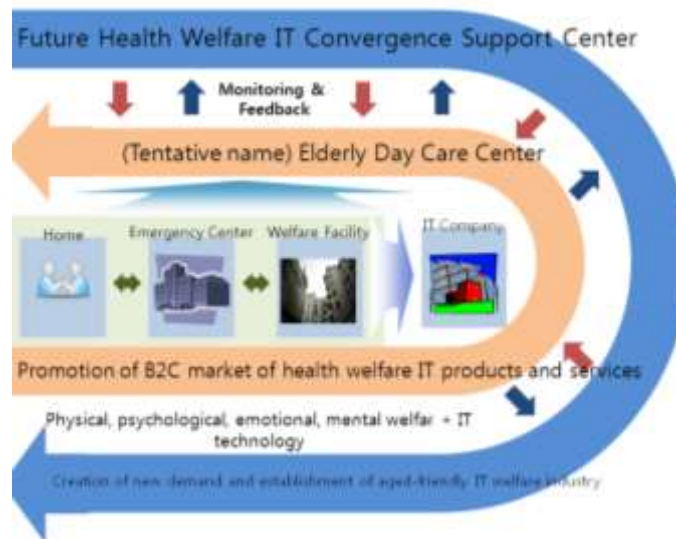 Future Health Welfare IT Convergence Support Center
Monitoring &
Feedback
(Tentative name) Elderly Day Care Center
Home
Emergency Center
Welfare Facility
IT Company
Promotion of B2C market of health welfare IT products and services
Physical, psychological, emotional, mental welfar + IT
technology
Creation of new demand and establishment of aged-friendly IT welfare industry